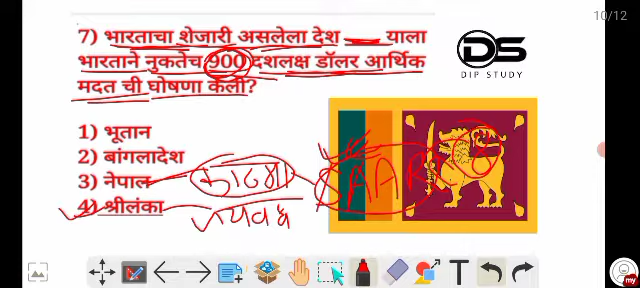 10/12
7) भारताचा शेजारी असलेला देश ___ याला
भारताने नुकतेच 900 दशलक्ष डॉलर आर्थिक
मदत ची घोषणा केली?
DS
DIP STUDY
1) भूतान
2) बांगलादेश
3) नेपाल
4) श्रीलंका
SAARC
T
my